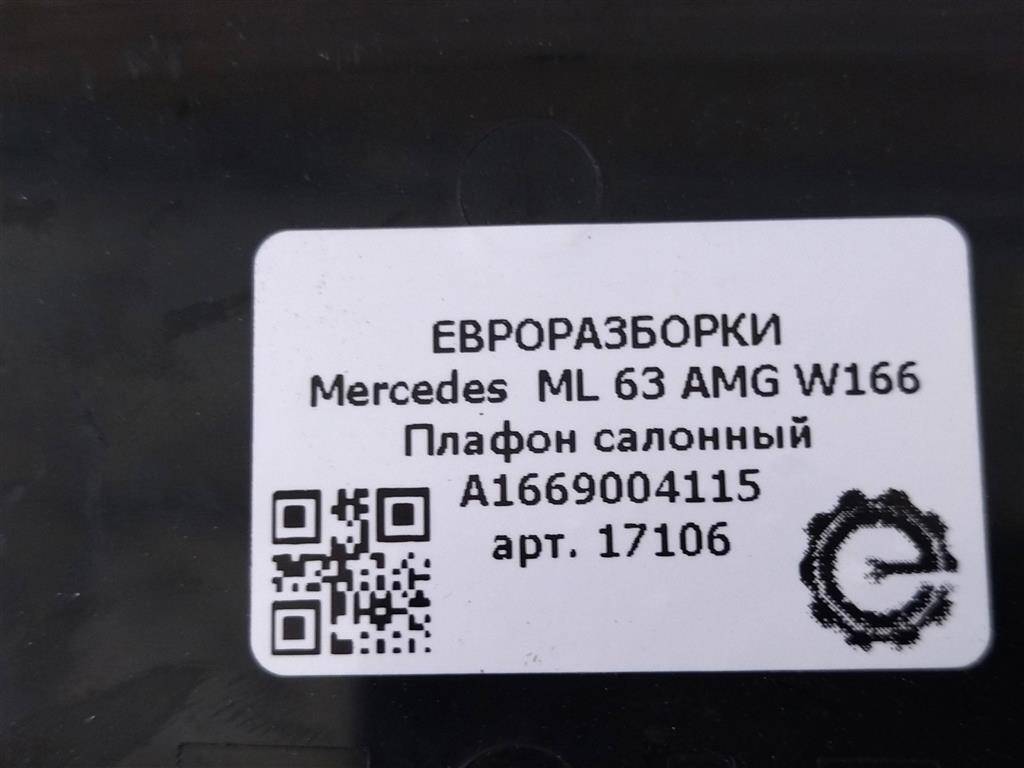 ЕВРОРАЗБОРКИ
Mercedes ML 63 AMG W166
Плафон салонный
A1669004115
арт. 17106